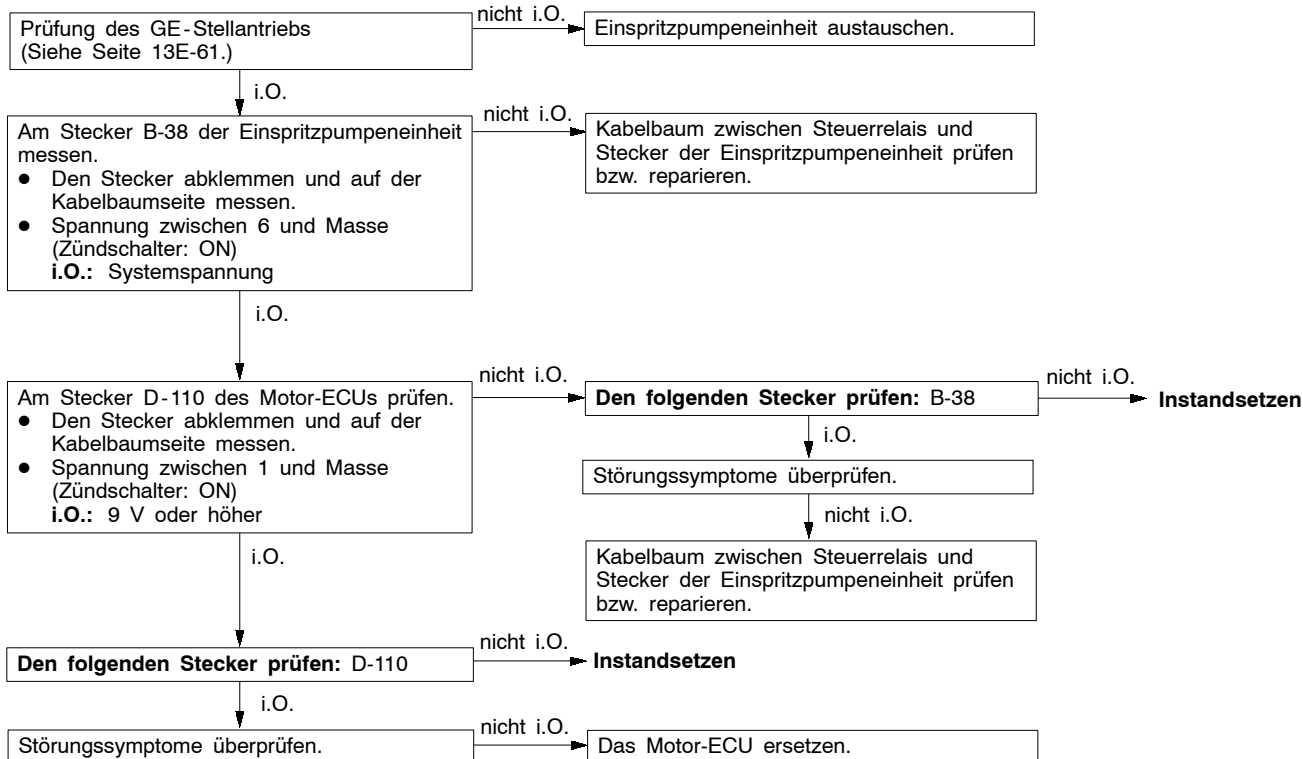 Prüfung des GE-Stellantriebs
(Siehe Seite 13E-61.)
nicht i.O.
Einspritzpumpeneinheit austauschen.
i.O.
Am Stecker B-38 der Einspritzpumpeneinheit
messen.
● Den Stecker abklemmen und auf der
Kabelbaumseite messen.
● Spannung zwischen 6 und Masse
(Zündschalter: ON)
i.O.: Systemspannung
nicht i.O.
Kabelbaum zwischen Steuerrelais und
Stecker der Einspritzpumpeneinheit prüfen
bzw. reparieren.
i.O.
Am Stecker D-110 des Motor-ECUs prüfen.
● Den Stecker abklemmen und auf der
Kabelbaumseite messen.
● Spannung zwischen 1 und Masse
(Zündschalter: ON)
i.O.: 9 V oder höher
nicht i.O.
Den folgenden Stecker prüfen: B-38
nicht i.O.
Instandsetzen
i.O.
Störungssymptome überprüfen.
nicht i.O.
Kabelbaum zwischen Steuerrelais und
Stecker der Einspritzpumpeneinheit prüfen
bzw. reparieren.
i.O.
Den folgenden Stecker prüfen: D-110
nicht i.O.
Instandsetzen
i.O.
Störungssymptome überprüfen.
nicht i.O.
Das Motor-ECU ersetzen.